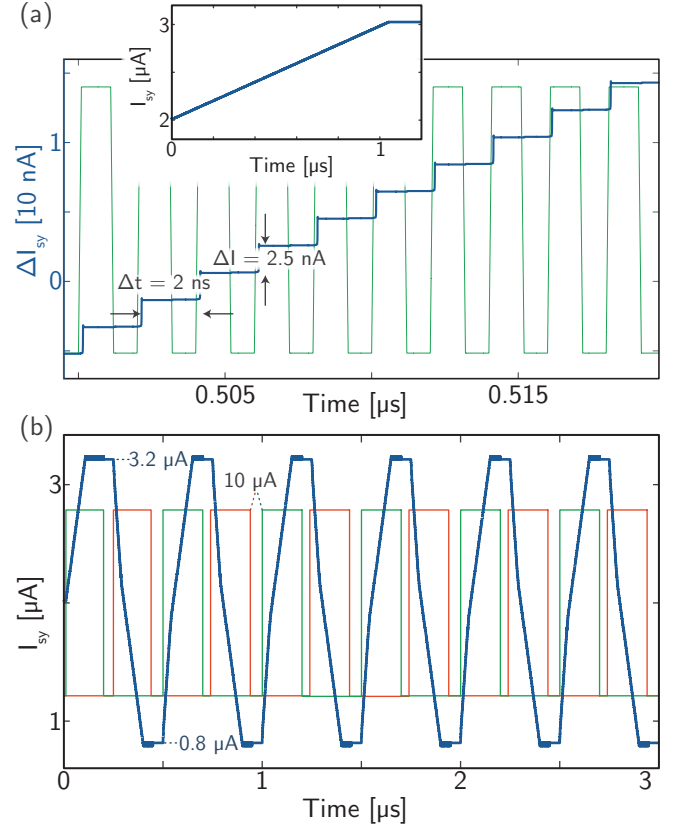 (a)
3
I_sy [μA]
2
0
1
Time [μs]
1
ΔI_sy [10 nA]
0
ΔI = 2.5 nA
Δt = 2 ns
0.505
0.515
Time [μs]
(b)
3
3.2 μA
10 μA
I_sy [μA]
1
0.8 μA
0
1
2
3
Time [μs]